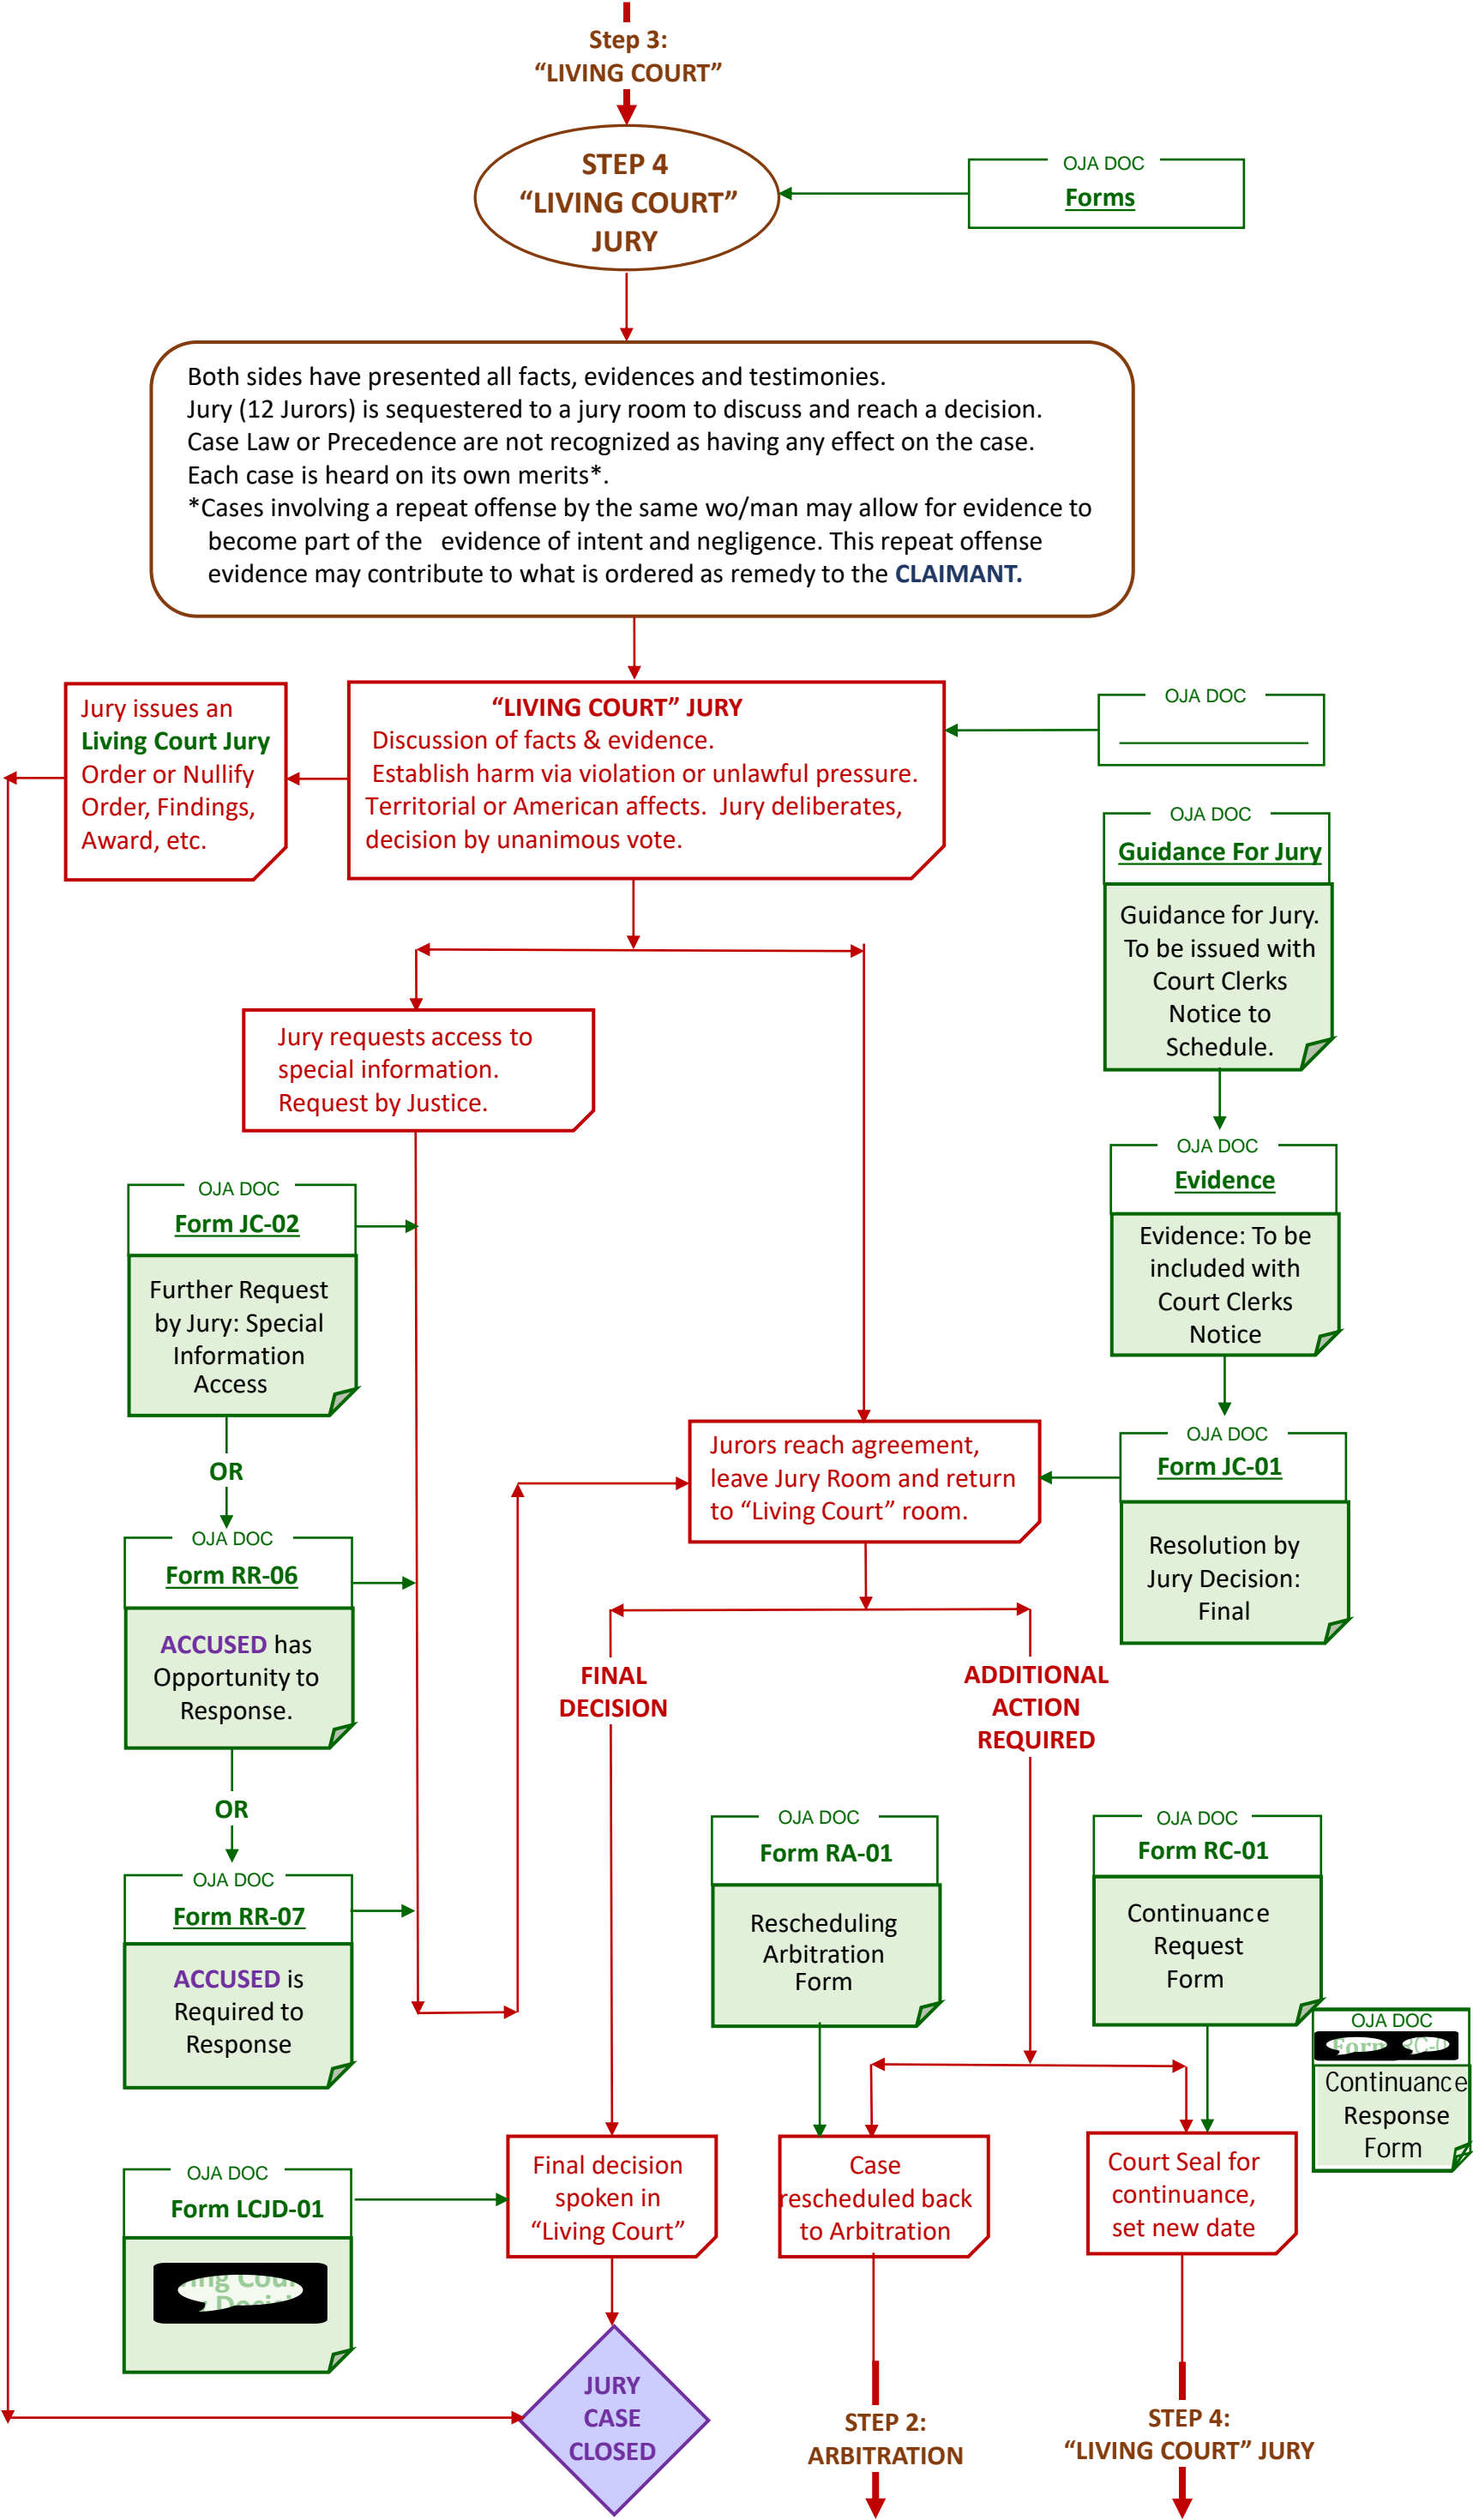 Step 3:
“LIVING COURT”
STEP 4
“LIVING COURT”
JURY
OJA DOC
Forms
Both sides have presented all facts, evidences and testimonies.
Jury (12 Jurors) is sequestered to a jury room to discuss and reach a decision.
Case Law or Precedence are not recognized as having any effect on the case.
Each case is heard on its own merits*.
*Cases involving a repeat offense by the same wo/man may allow for evidence to
become part of the evidence of intent and negligence. This repeat offense
evidence may contribute to what is ordered as remedy to the CLAIMANT.
Jury issues an
Living Court Jury
Order or Nullify
Order, Findings,
Award, etc.
“LIVING COURT” JURY
Discussion of facts & evidence.
Establish harm via violation or unlawful pressure.
Territorial or American affects. Jury deliberates,
decision by unanimous vote.
OJA DOC
OJA DOC
Guidance For Jury
Guidance for Jury.
To be issued with
Court Clerks
Notice to
Schedule.
Jury requests access to
special information.
Request by Justice.
OJA DOC
Evidence
Evidence: To be
included with
Court Clerks
Notice
OJA DOC
Form JC-02
Further Request
by Jury: Special
Information
Access
OR
Jurors reach agreement,
leave Jury Room and return
to “Living Court” room.
OJA DOC
Form JC-01
Resolution by
Jury Decision:
Final
OJA DOC
Form RR-06
ACCUSED has
Opportunity to
Response.
OR
FINAL
DECISION
ADDITIONAL
ACTION
REQUIRED
OJA DOC
Form RR-07
ACCUSED is
Required to
Response
OJA DOC
Form RA-01
Rescheduling
Arbitration
Form
OJA DOC
Form RC-01
Continuance
Request
Form
OJA DOC
Continuance
Response
Form
OJA DOC
Form LCJD-01
Final decision
spoken in
“Living Court”
Case
rescheduled back
to Arbitration
Court Seal for
continuance,
set new date
JURY
CASE
CLOSED
STEP 2:
ARBITRATION
STEP 4:
“LIVING COURT” JURY